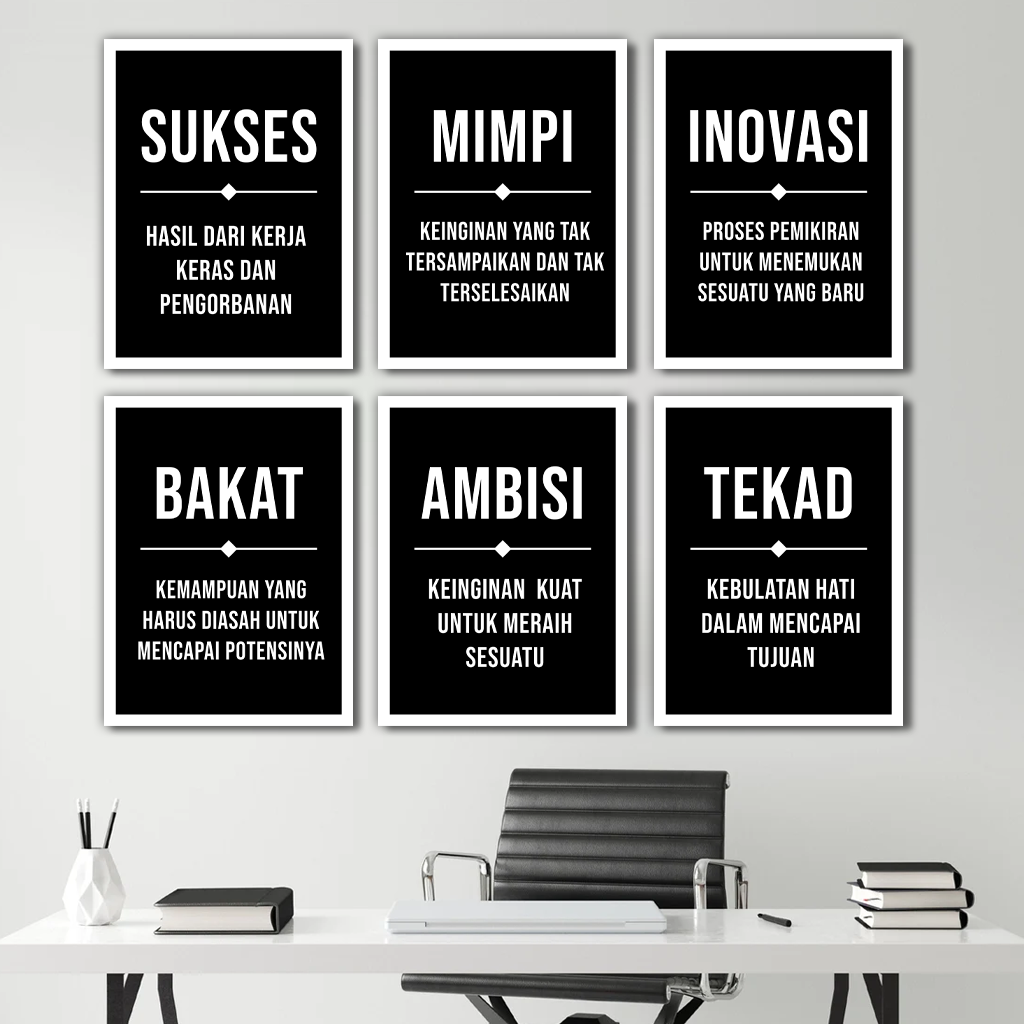 SUKSES
HASIL DARI KERJA
KERAS DAN
PENGORBANAN
MIMPI
KEINGINAN YANG TAK
TERSAMPAIKAN DAN TAK
TERSELESAIKAN
INOVASI
PROSES PEMIKIRAN
UNTUK MENEMUKAN
SESUATU YANG BARU
BAKAT
KEMAMPUAN YANG
HARUS DIASAH UNTUK
MENCAPAI POTENSINYA
AMBISI
KEINGINAN KUAT
UNTUK MERAIH
SESUATU
TEKAD
KEBULATAN HATI
DALAM MENCAPAI
TUJUAN